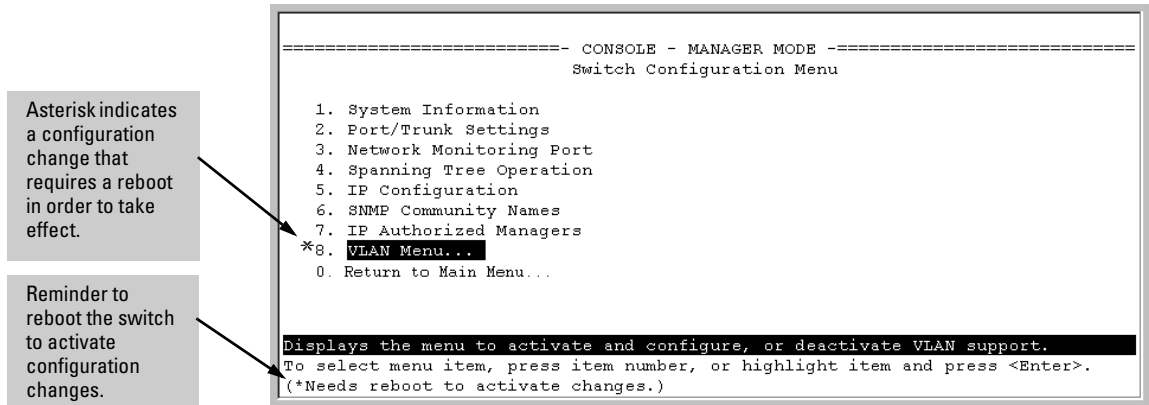 ==========================- CONSOLE - MANAGER MODE -============================
Switch Configuration Menu
1. System Information
2. Port/Trunk Settings
3. Network Monitoring Port
4. Spanning Tree Operation
5. IP Configuration
6. SNMP Community Names
7. IP Authorized Managers
*8. VLAN Menu...
0. Return to Main Menu...
Displays the menu to activate and configure, or deactivate VLAN support.
To select menu item, press item number, or highlight item and press <Enter>.
(*Needs reboot to activate changes.)
Asterisk indicates
a configuration
change that
requires a reboot
in order to take
effect.
Reminder to
reboot the switch
to activate
configuration
changes.